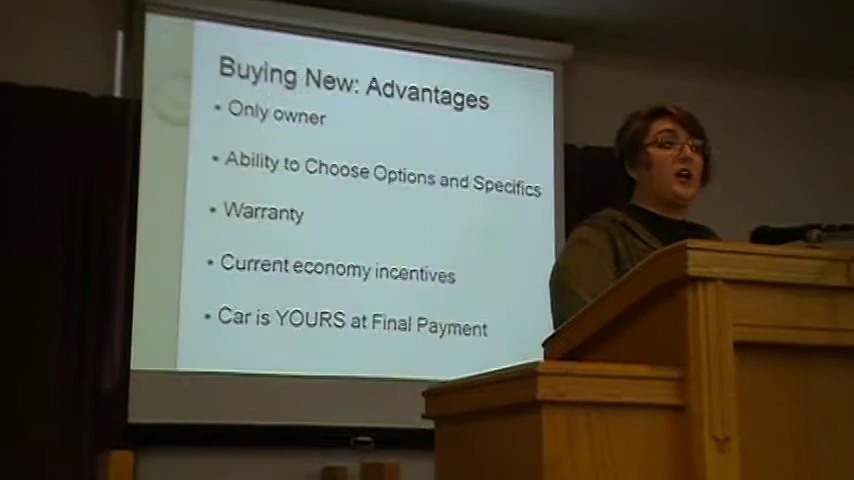 Buying New: Advantages
• Only owner
• Ability to Choose Options and Specifics
• Warranty
• Current economy incentives
• Car is YOURS at Final Payment